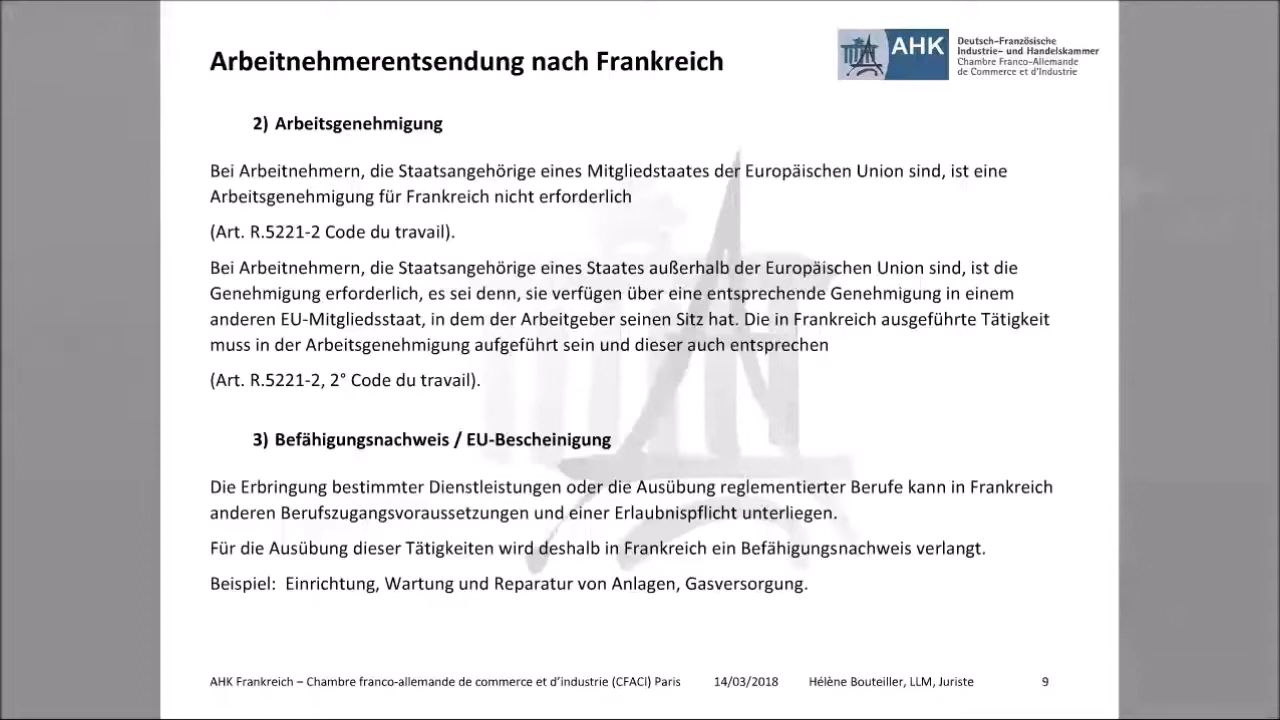 Arbeitnehmerentsendung nach Frankreich
AHK
Deutsch-Französische
Industrie- und Handelskammer
Chambre Franco-Allemande
de Commerce et d'Industrie
2) Arbeitsgenehmigung
Bei Arbeitnehmern, die Staatsangehörige eines Mitgliedstaates der Europäischen Union sind, ist eine
Arbeitsgenehmigung für Frankreich nicht erforderlich
(Art. R.5221-2 Code du travail).
Bei Arbeitnehmern, die Staatsangehörige eines Staates außerhalb der Europäischen Union sind, ist die
Genehmigung erforderlich, es sei denn, sie verfügen über eine entsprechende Genehmigung in einem
anderen EU-Mitgliedsstaat, in dem der Arbeitgeber seinen Sitz hat. Die in Frankreich ausgeführte Tätigkeit
muss in der Arbeitsgenehmigung aufgeführt sein und dieser auch entsprechen
(Art. R.5221-2, 2° Code du travail).
3) Befähigungsnachweis / EU-Bescheinigung
Die Erbringung bestimmter Dienstleistungen oder die Ausübung reglementierter Berufe kann in Frankreich
anderen Berufszugangsvoraussetzungen und einer Erlaubnispflicht unterliegen.
Für die Ausübung dieser Tätigkeiten wird deshalb in Frankreich ein Befähigungsnachweis verlangt.
Beispiel: Einrichtung, Wartung und Reparatur von Anlagen, Gasversorgung.
AHK Frankreich – Chambre franco-allemande de commerce et d'industrie (CFACI) Paris 14/03/2018 Hélène Bouteiller, LLM, Juriste 9